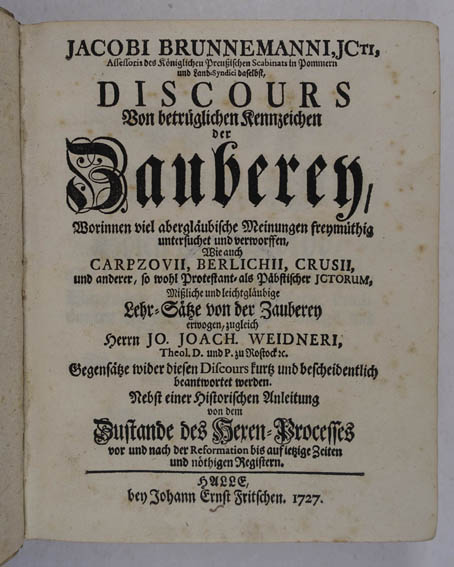 JACOBI BRUNNEMANNI, JCTI,
Assessoris des Königlichen Preußischen Scabinats in Pommern
und Land-Syndici daselbst,
DISCOURS
Von betrüglichen Kennzeichen
der
Zauberey,
Worinnen viel abergläubische Meinungen freymüthig
untersuchet und verworffen,
Wie auch
CARPZOVII, BERLICHII, CRUSII,
und anderer, so wohl Protestant- als Päbstischer JCTORUM,
Mißliche und leichtgläubige
Lehr-Sätze von der Zauberey
erwogen, zugleich
Herrn JO. JOACH. WEIDNERI,
Theol. D. und P. zu Rostock ꝛc.
Gegensätze wider diesen Discours kurtz und bescheidentlich
beantwortet werden.
Nebst einer Historischen Anleitung
von dem
Zustande des Hexen-Processes
vor und nach der Reformation bis auf ietzige Zeiten
und nöthigen Registern.
HALLE,
bey Johann Ernst Fritschen. 1727.